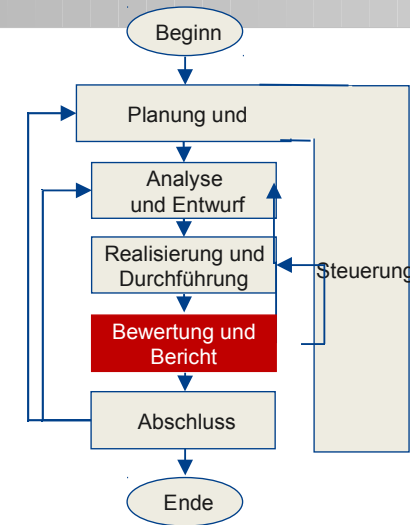 Beginn
Planung und
Analyse
und Entwurf
Realisierung und
Durchführung
Steuerung
Bewertung und
Bericht
Abschluss
Ende